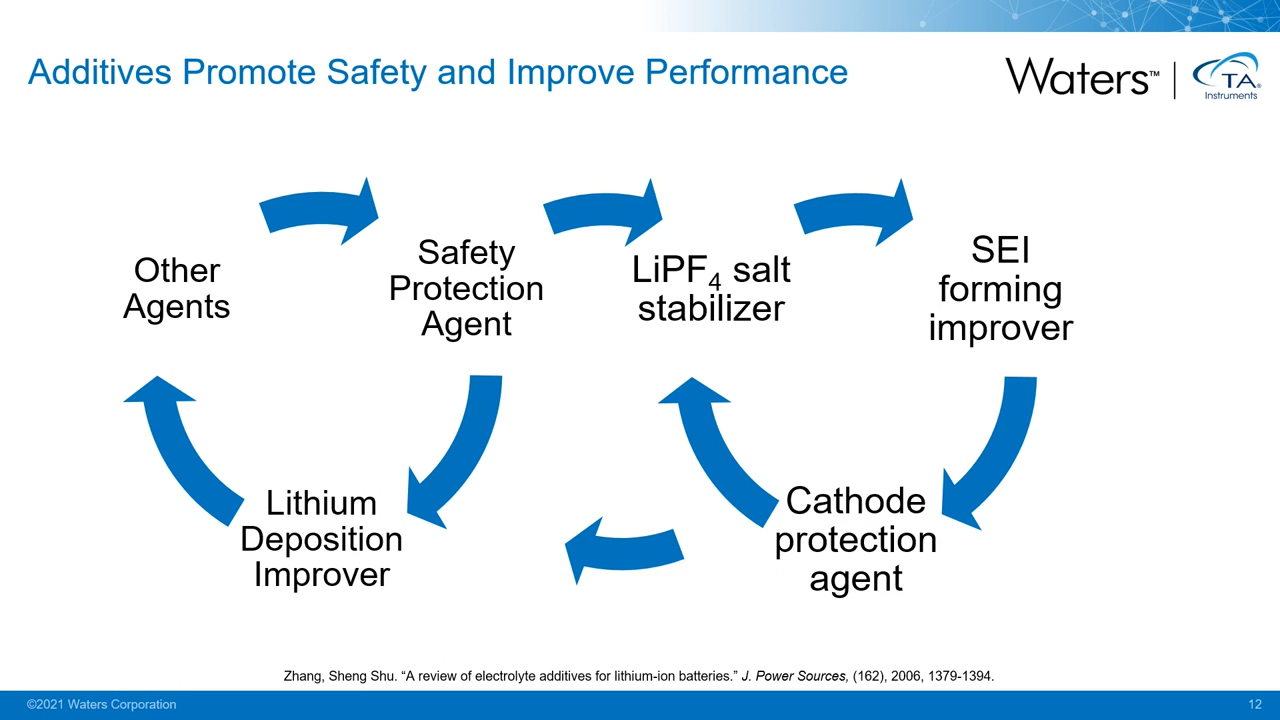 Additives Promote Safety and Improve Performance
Waters™ | TA®
Instruments
Other
Agents
Safety
Protection
Agent
LiPF₄ salt
stabilizer
SEI
forming
improver
Lithium
Deposition
Improver
Cathode
protection
agent
Zhang, Sheng Shu. “A review of electrolyte additives for lithium-ion batteries.” J. Power Sources, (162), 2006, 1379-1394.
©2021 Waters Corporation
12